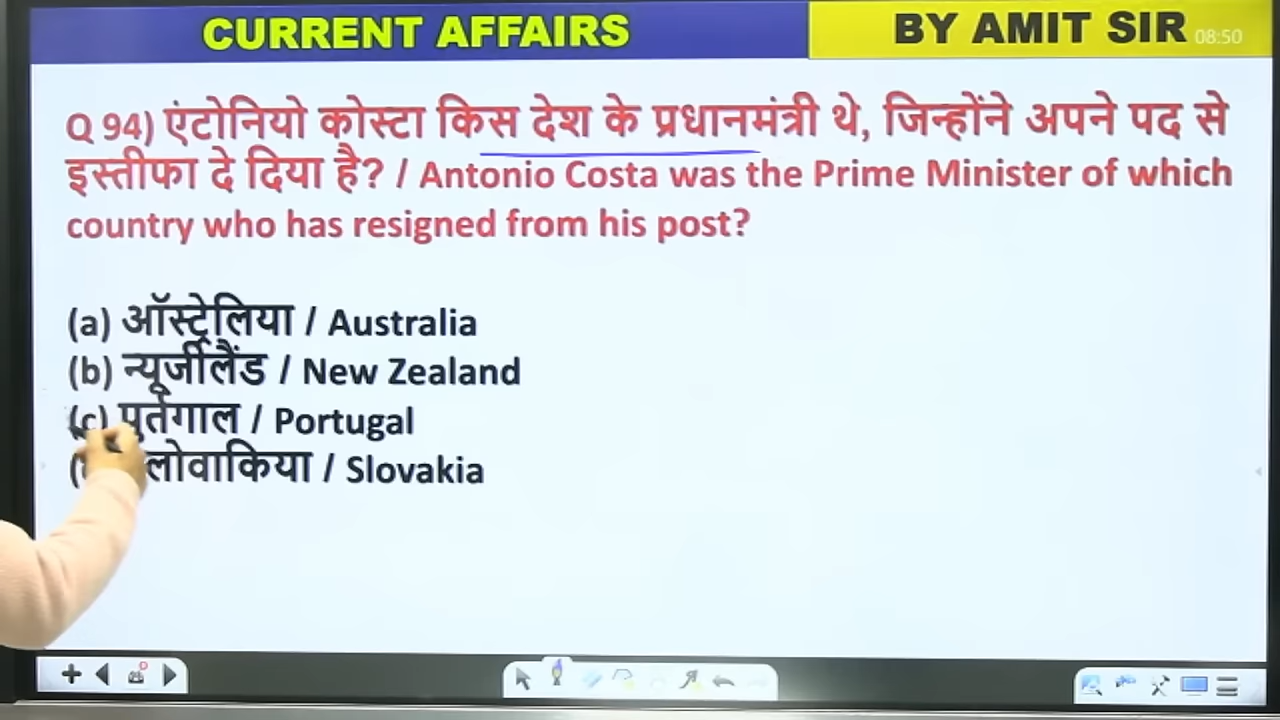 CURRENT AFFAIRS
BY AMIT SIR
08:50
Q 94) एंटोनियो कोस्टा किस देश के प्रधानमंत्री थे, जिन्होंने अपने पद से
इस्तीफा दे दिया है? / Antonio Costa was the Prime Minister of which
country who has resigned from his post?
(a) ऑस्ट्रेलिया / Australia
(b) न्यूजीलैंड / New Zealand
(c) पुर्तगाल / Portugal
/ Slovakia